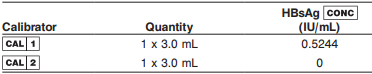 HBsAg CONC
Calibrator Quantity (IU/mL)
CAL 1 1 x 3.0 mL 0.5244
CAL 2 1 x 3.0 mL 0